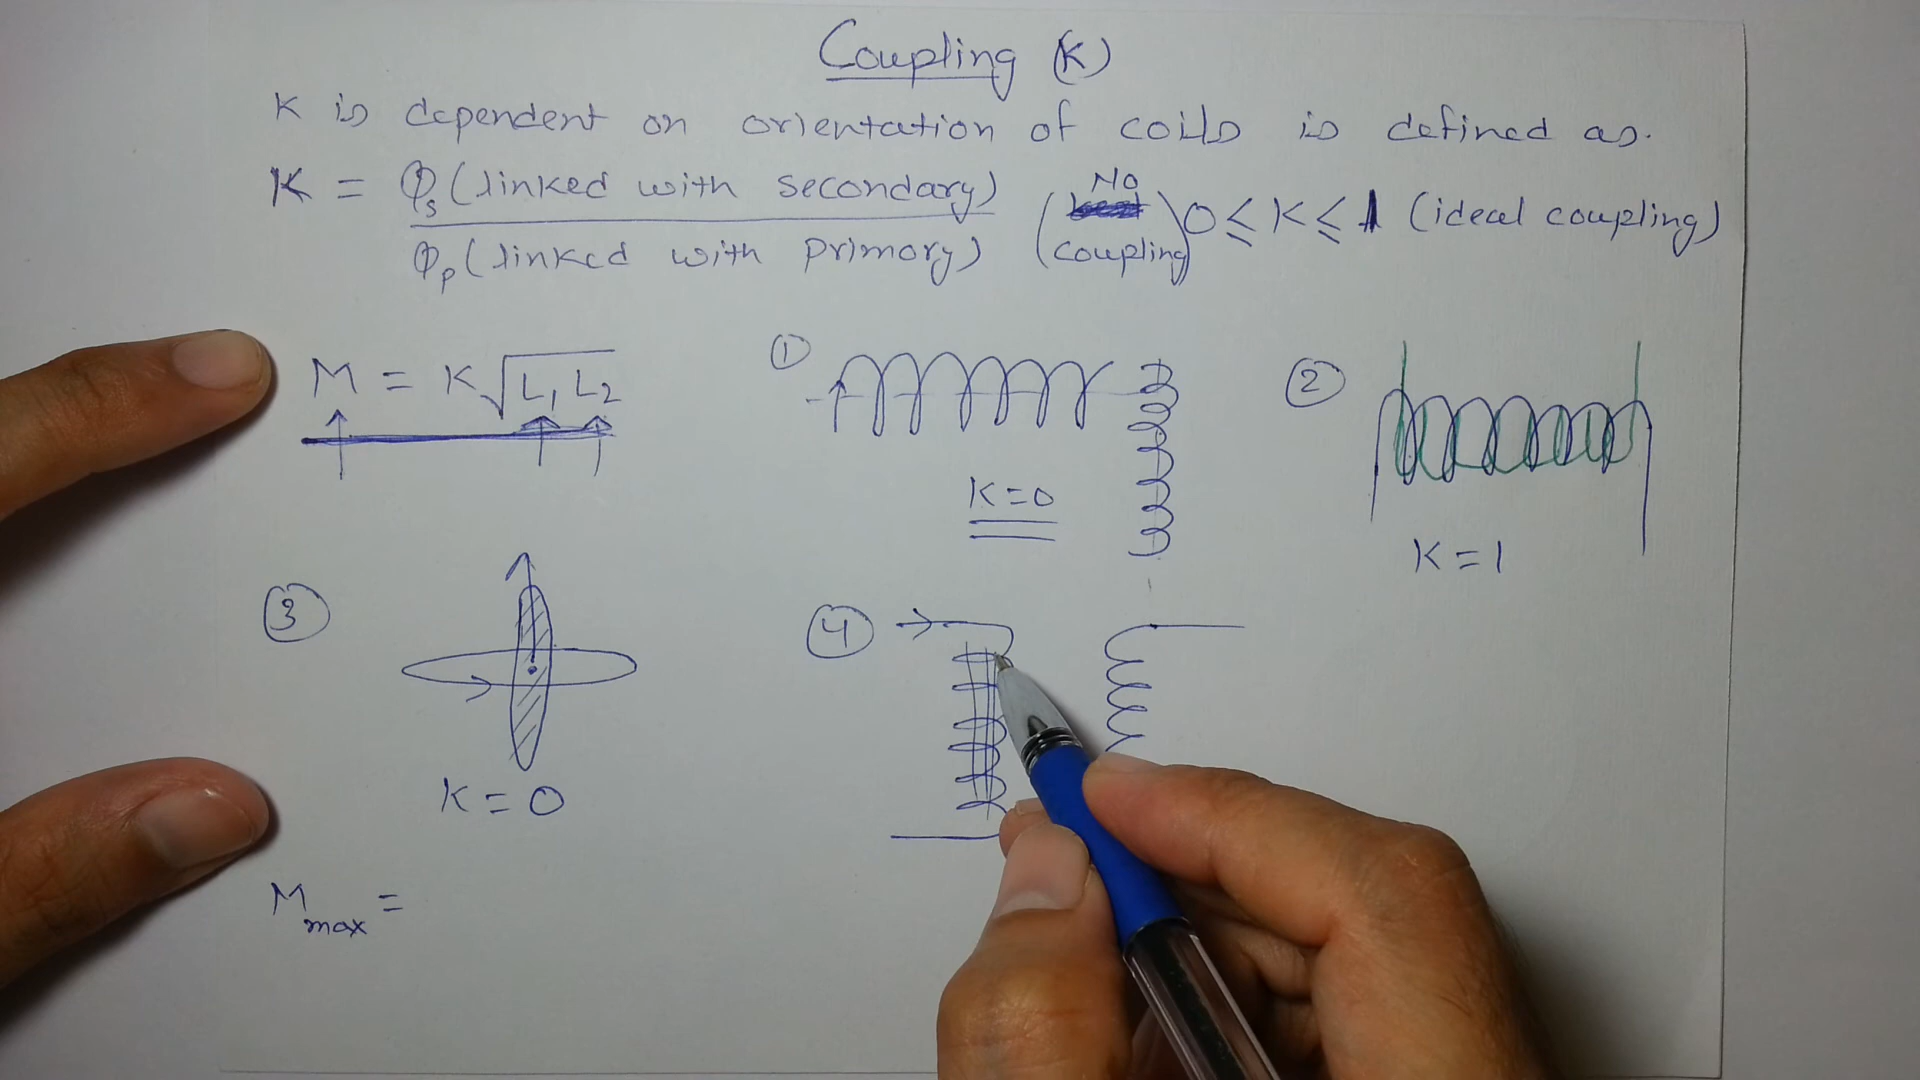 Coupling (K)
K is dependent on orientation of coils is defined as.
K = Φs (linked with secondary)
Φp (linked with primory)
(No coupling) 0 ≤ K ≤ 1 (ideal coupling)
M = K √L1 L2
①
K = 0
②
K = 1
③
K = 0
④
Mmax =